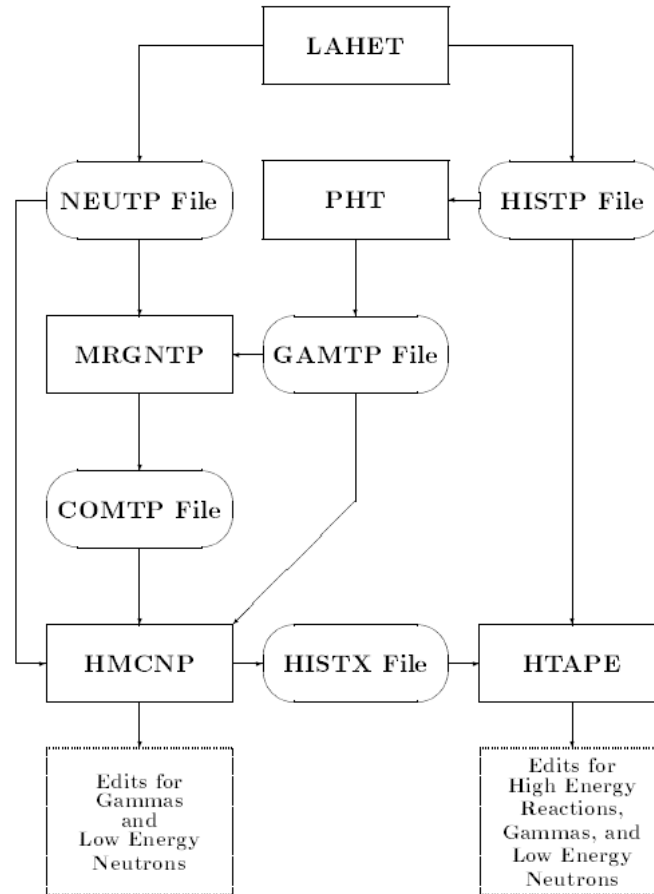 LAHET
NEUTP File
PHT
HISTP File
MRGNTP
GAMTP File
COMTP File
HMCNP
HISTX File
HTAPE
Edits for
Gammas
and
Low Energy
Neutrons
Edits for
High Energy
Reactions,
Gammas, and
Low Energy
Neutrons